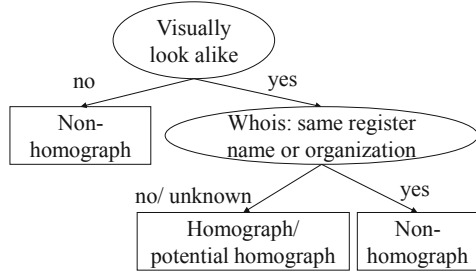 Visually
look alike
no
yes
Non-
homograph
Whois: same register
name or organization
no/ unknown
yes
Homograph/
potential homograph
Non-
homograph